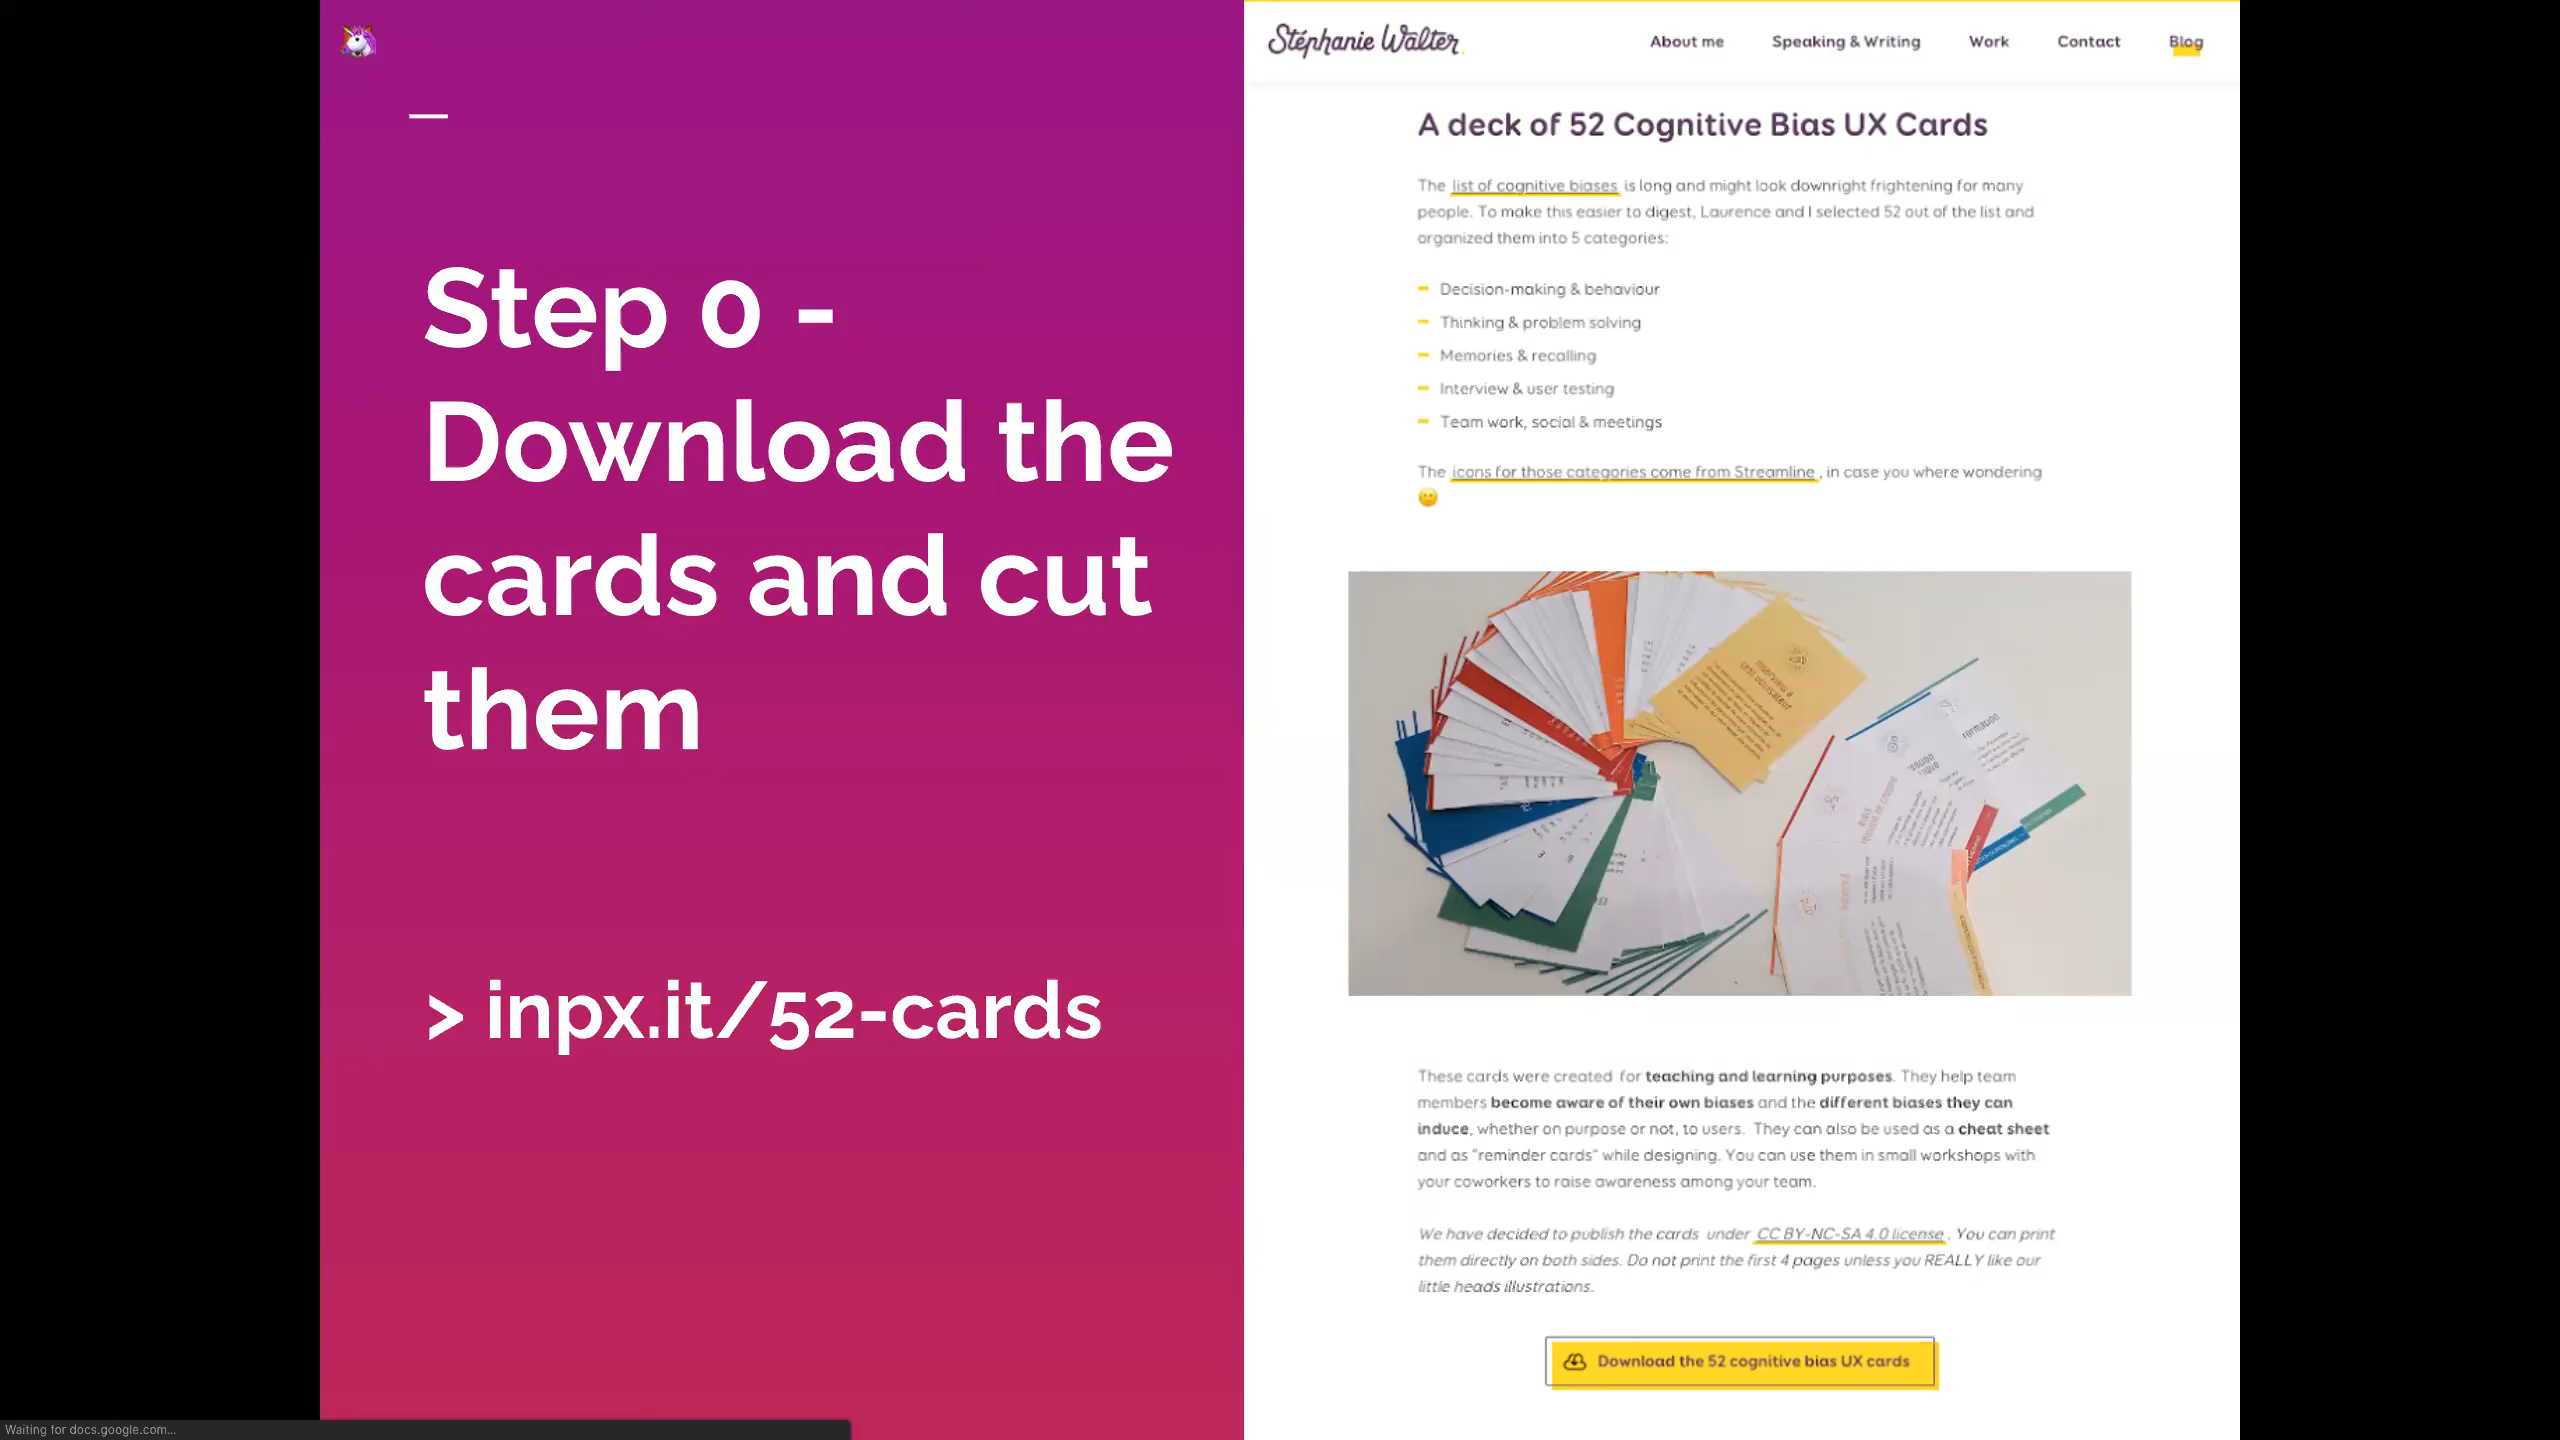 Step 0 -
Download the
cards and cut
them
> inpx.it/52-cards
Stéphanie Walter
About me
Speaking & Writing
Work
Contact
Blog
A deck of 52 Cognitive Bias UX Cards
The list of cognitive biases is long and might look downright frightening for many
people. To make this easier to digest, Laurence and I selected 52 out of the list and
organized them into 5 categories:
Decision-making & behaviour
Thinking & problem solving
Memories & recalling
Interview & user testing
Team work, social & meetings
The icons for those categories come from Streamline , in case you where wondering
These cards were created for teaching and learning purposes. They help team
members become aware of their own biases and the different biases they can
induce, whether on purpose or not, to users. They can also be used as a cheat sheet
and as "reminder cards" while designing. You can use them in small workshops with
your coworkers to raise awareness among your team.
We have decided to publish the cards under CC BY-NC-SA 4.0 license . You can print
them directly on both sides. Do not print the first 4 pages unless you REALLY like our
little heads illustrations.
Download the 52 cognitive bias UX cards
Waiting for docs.google.com...